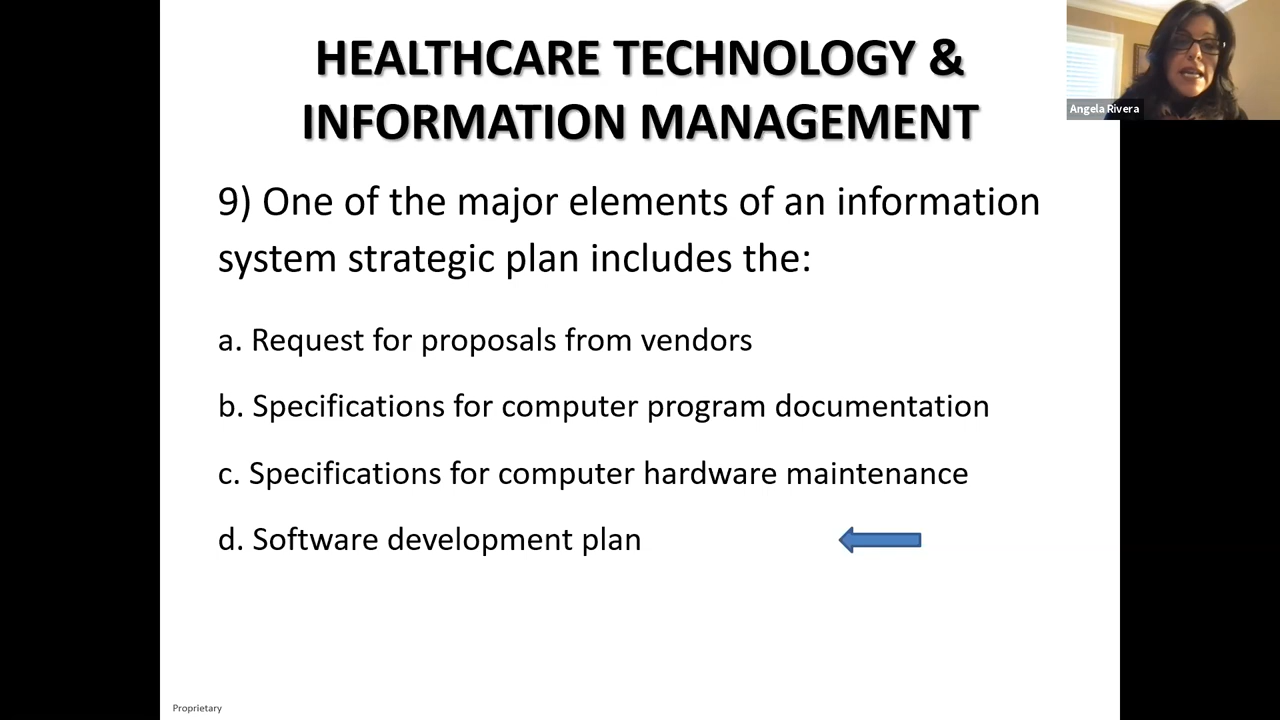 HEALTHCARE TECHNOLOGY &
INFORMATION MANAGEMENT
Angela Rivera
9) One of the major elements of an information
system strategic plan includes the:
a. Request for proposals from vendors
b. Specifications for computer program documentation
c. Specifications for computer hardware maintenance
d. Software development plan
Proprietary